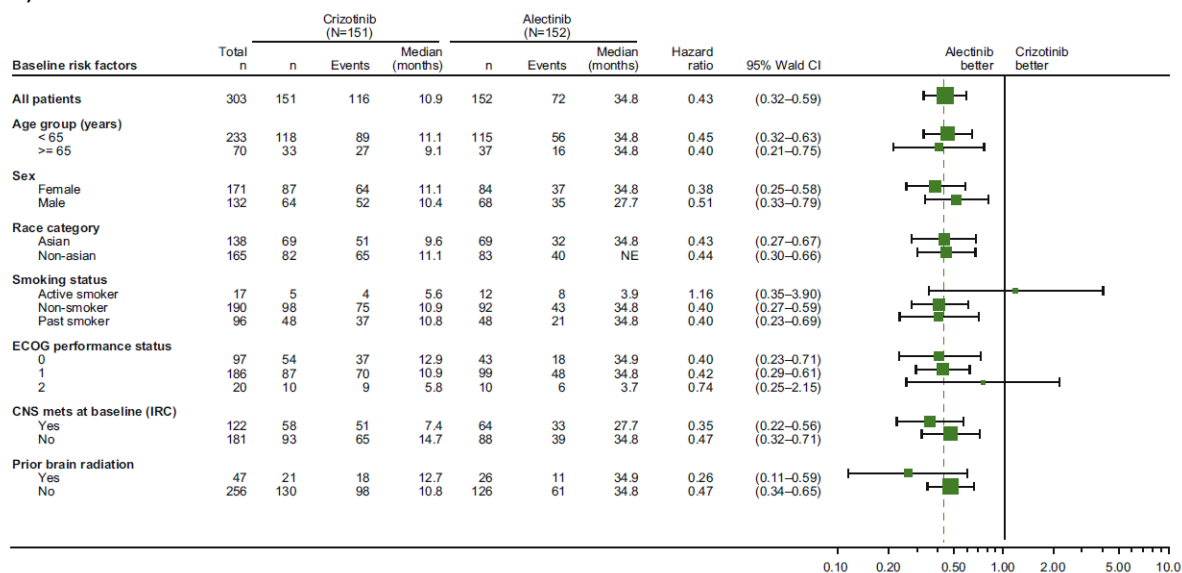 Crizotinib Alectinib
(N=151) (N=152)
Total Median Median Hazard Alectinib Crizotinib
Baseline risk factors n n Events (months) n Events (months) ratio 95% Wald CI better better
All patients 303 151 116 10.9 152 72 34.8 0.43 (0.32–0.59)
Age group (years)
< 65 233 118 89 11.1 115 56 34.8 0.45 (0.32–0.63)
>= 65 70 33 27 9.1 37 16 34.8 0.40 (0.21–0.75)
Sex
Female 171 87 64 11.1 84 37 34.8 0.38 (0.25–0.58)
Male 132 64 52 10.4 68 35 27.7 0.51 (0.33–0.79)
Race category
Asian 138 69 51 9.6 69 32 34.8 0.43 (0.27–0.67)
Non-asian 165 82 65 11.1 83 40 NE 0.44 (0.30–0.66)
Smoking status
Active smoker 17 5 4 5.6 12 8 3.9 1.16 (0.35–3.90)
Non-smoker 190 98 75 10.9 92 43 34.8 0.40 (0.27–0.59)
Past smoker 96 48 37 10.8 48 21 34.8 0.40 (0.23–0.69)
ECOG performance status
0 97 54 37 12.9 43 18 34.9 0.40 (0.23–0.71)
1 186 87 70 10.9 99 48 34.8 0.42 (0.29–0.61)
2 20 10 9 5.8 10 6 3.7 0.74 (0.25–2.15)
CNS mets at baseline (IRC)
Yes 122 58 51 7.4 64 33 27.7 0.35 (0.22–0.56)
No 181 93 65 14.7 88 39 34.8 0.47 (0.32–0.71)
Prior brain radiation
Yes 47 21 18 12.7 26 11 34.9 0.26 (0.11–0.59)
No 256 130 98 10.8 126 61 34.8 0.47 (0.34–0.65)
0.10 0.20 0.50 1.00 2.00 5.00 10.0